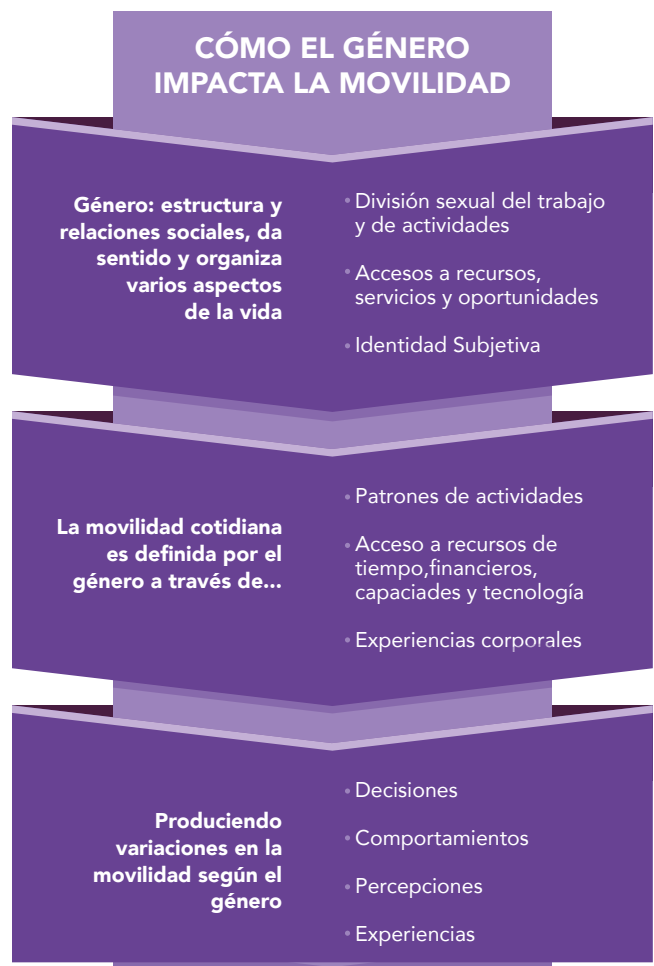 CÓMO EL GÉNERO
IMPACTA LA MOVILIDAD
Género: estructura y
relaciones sociales, da
sentido y organiza
varios aspectos
de la vida
• División sexual del trabajo
y de actividades
• Accesos a recursos,
servicios y oportunidades
• Identidad Subjetiva
La movilidad cotidiana
es definida por el
género a través de...
• Patrones de actividades
• Acceso a recursos de
tiempo,financieros,
capaciades y tecnología
• Experiencias corporales
Produciendo
variaciones en la
movilidad según el
género
• Decisiones
• Comportamientos
• Percepciones
• Experiencias